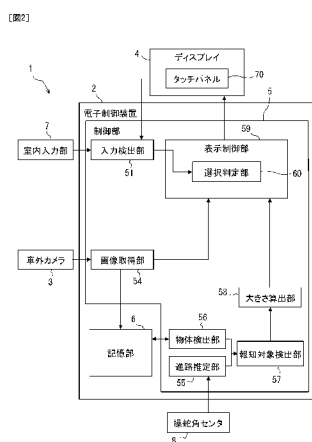 [図2]
ディスプレイ
タッチパネル
70
4
1
2
5
電子制御装置
制御部
59
7
室内入力部
入力検出部
51
表示制御部
選択判定部
60
車外カメラ
3
画像取得部
54
58
大きさ算出部
6
記憶部
56
物体検出部
進路推定部
55
報知対象検出部
57
操舵角センサ
8